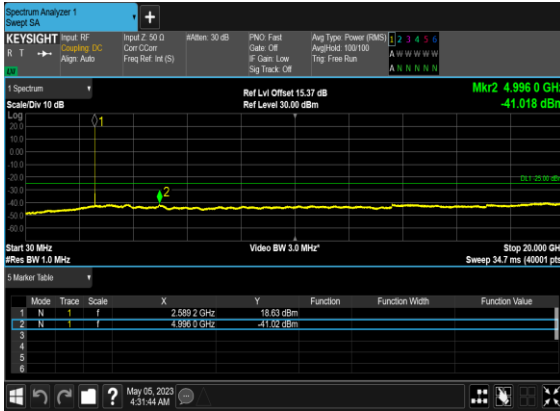 Spectrum Analyzer 1
Swept SA
+
KEYSIGHT Input: RF Input Z: 50 Ω #Atten: 30 dB PNO: Fast Avg Type: Power (RMS) 1 2 3 4 5 6
R T Coupling: DC Corr CCorr Gate: Off Avg|Hold: 100/100 A W W W W W
Align: Auto Freq Ref: Int (S) IF Gain: Low Trig: Free Run
Sig Track: Off A N N N N N
1 Spectrum Ref Lvl Offset 15.37 dB Mkr2 4.996 0 GHz
Scale/Div 10 dB Ref Level 30.00 dBm -41.018 dBm
Log
20.0
10.0
0.00
-10.0
-20.0
-30.0
-40.0
-50.0
-60.0
1
2
Start 30 MHz Video BW 3.0 MHz* Stop 20.000 GH
#Res BW 1.0 MHz Sweep 34.7 ms (40001 pts
5 Marker Table
Mode Trace Scale X Y Function Function Width Function Value
1 N 1 f 2.589 2 GHz 18.63 dBm
2 N 1 f 4.996 0 GHz -41.02 dBm
3
4
5
6
? May 05, 2023
4:31:44 AM